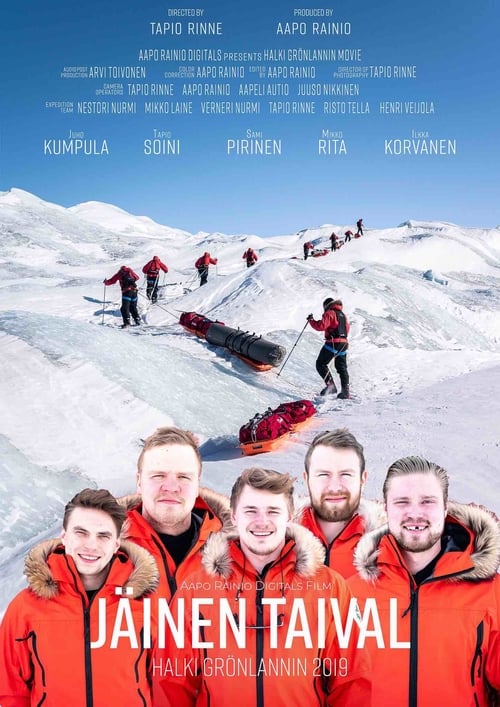 DIRECTED BY
TAPIO RINNE
PRODUCED BY
AAPO RAINIO
AAPO RAINIO DIGITALS PRESENTS HALKI GRÖNLANNIN MOVIE
AUDIO POST PRODUCTION ARVI TOIVONEN COLOR CORRECTION AAPO RAINIO EDITED BY AAPO RAINIO DIRECTOR OF PHOTOGRAPHY TAPIO RINNE
CAMERA OPERATORS TAPIO RINNE AAPO RAINIO AAPELI AUTIO JUUSO NIKKINEN
EXPEDITION TEAM NESTORI NURMI MIKKO LAINE VERNERI NURMI TAPIO RINNE RISTO TELLA HENRI VEIJOLA
JUHO KUMPULA
TAPIO SOINI
SAMI PIRINEN
MIKKO RITA
ILKKA KORVANEN
AAPO RAINIO DIGITALS FILM
JÄINEN TAIVAL
HALKI GRÖNLANNIN 2019